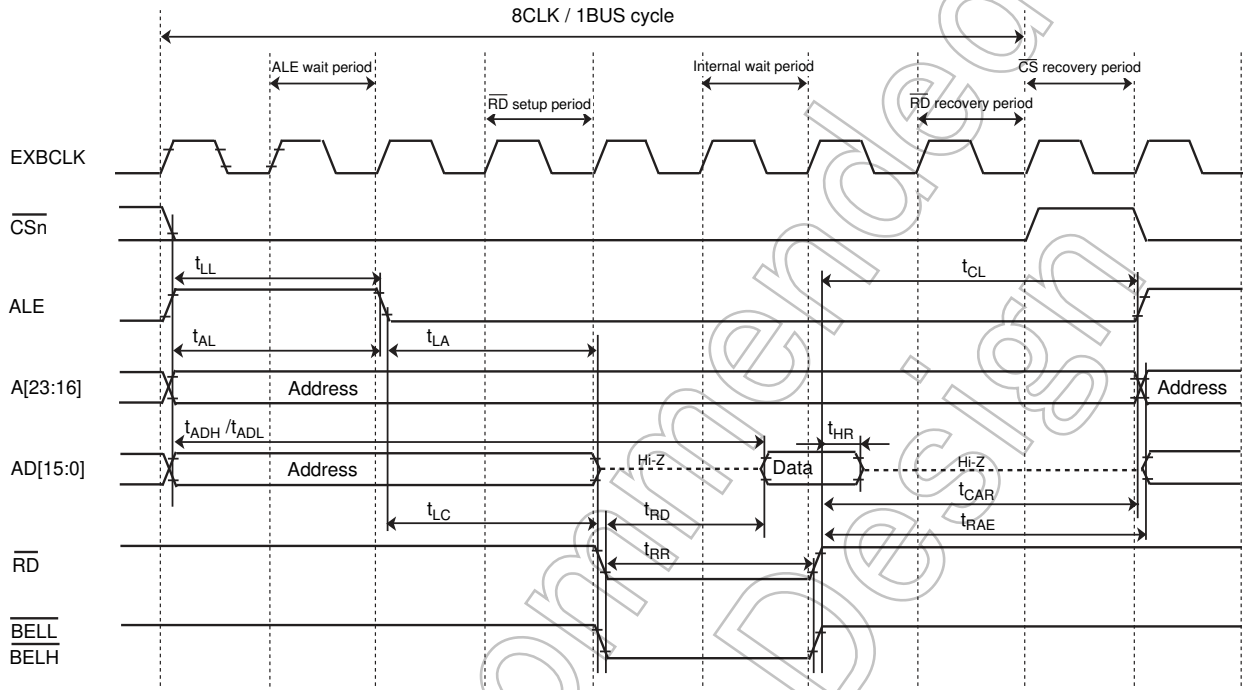 8CLK / 1BUS cycle
ALE wait period
Internal wait period
CS recovery period
RD setup period
RD recovery period
EXBCLK
CSn
tLL
tCL
ALE
tAL
tLA
A[23:16]
Address
Address
tADH /tADL
tHR
AD[15:0]
Address
Hi-Z
Data
Hi-Z
tCAR
tLC
tRD
tRAE
tRR
RD
BELL
BELH
ommended
Design